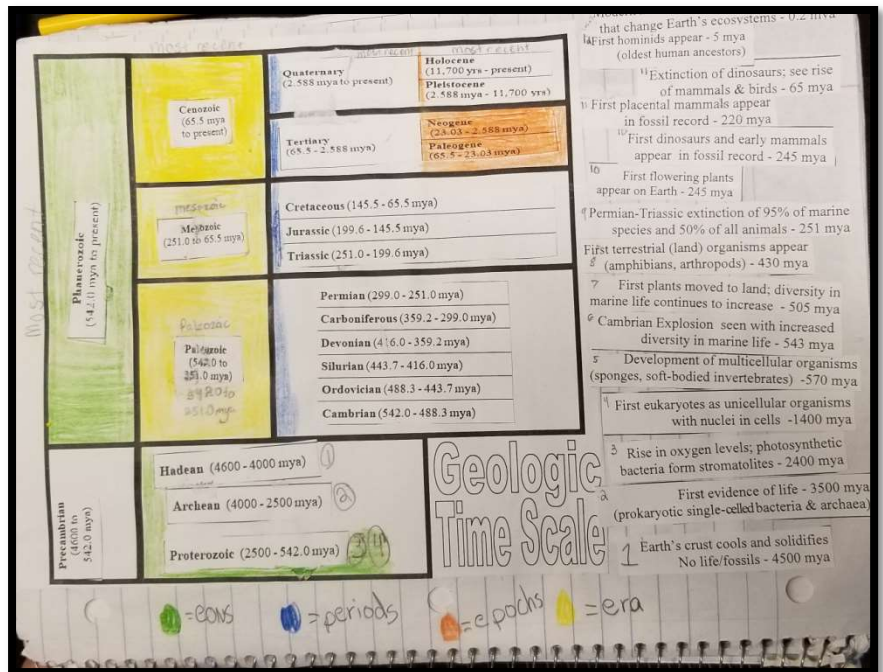 most recent
most recent
most recent
Quaternary
(2.588 mya to present)
Holocene
(11,700 yrs - present)
Pleistocene
(2.588 mya - 11,700 yrs)
Cenozoic
(65.5 mya
to present)
Tertiary
(65.5 - 2.588 mya)
Neogene
(23.03 - 2.588 mya)
Paleogene
(65.5 - 23.03 mya)
Most recent
Phanerozoic
(542.0 mya to present)
mesozoic
Mesozoic
(251.0 to 65.5 mya)
Cretaceous (145.5 - 65.5 mya)
Jurassic (199.6 - 145.5 mya)
Triassic (251.0 - 199.6 mya)
Paleozoic
(542.0 to
251.0 mya)
542.0 to
251.0 mya
Permian (299.0 - 251.0 mya)
Carboniferous (359.2 - 299.0 mya)
Devonian (416.0 - 359.2 mya)
Silurian (443.7 - 416.0 mya)
Ordovician (488.3 - 443.7 mya)
Cambrian (542.0 - 488.3 mya)
Precambrian
(4600 to
542.0 mya)
Hadean (4600 - 4000 mya) 1
Archean (4000 - 2500 mya) 2
Proterozoic (2500 - 542.0 mya) 3 4
Geologic
Time Scale
that change Earth's ecosystems - 0.2 mya
First hominids appear - 5 mya
(oldest human ancestors)
11 Extinction of dinosaurs; see rise
of mammals & birds - 65 mya
11 First placental mammals appear
in fossil record - 220 mya
10 First dinosaurs and early mammals
appear in fossil record - 245 mya
10
First flowering plants
appear on Earth - 245 mya
9 Permian-Triassic extinction of 95% of marine
species and 50% of all animals - 251 mya
First terrestrial (land) organisms appear
8 (amphibians, arthropods) - 430 mya
7 First plants moved to land; diversity in
marine life continues to increase - 505 mya
6 Cambrian Explosion seen with increased
diversity in marine life - 543 mya
5 Development of multicellular organisms
(sponges, soft-bodied invertebrates) -570 mya
4 First eukaryotes as unicellular organisms
with nuclei in cells -1400 mya
3 Rise in oxygen levels; photosynthetic
bacteria form stromatolites - 2400 mya
2 First evidence of life - 3500 mya
(prokaryotic single-celled bacteria & archaea)
1 Earth's crust cools and solidifies
No life/fossils - 4500 mya
=eons
=periods
=epochs
=era